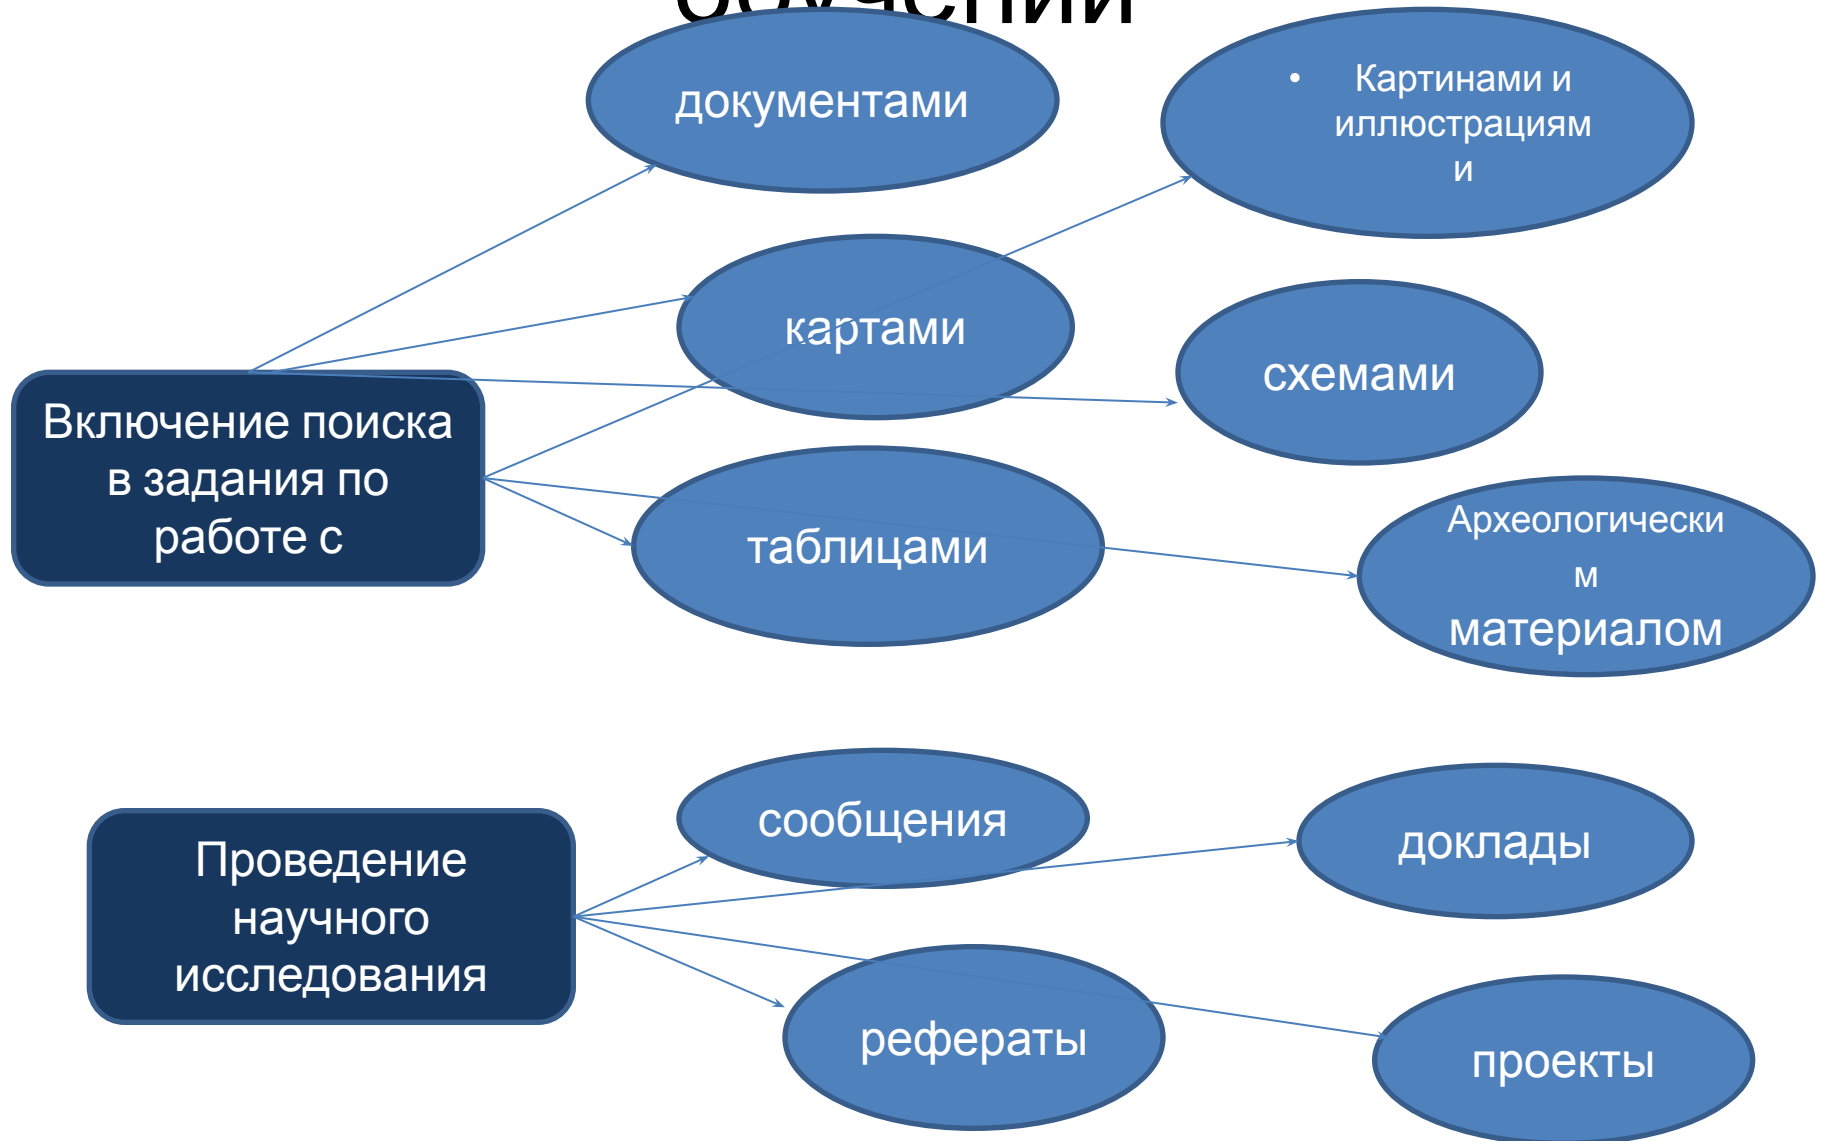 обучении
документами
• Картинами и
иллюстрациям
и
картами
схемами
Включение поиска
в задания по
работе с
таблицами
Археологически
м
материалом
сообщения
доклады
Проведение
научного
исследования
рефераты
проекты